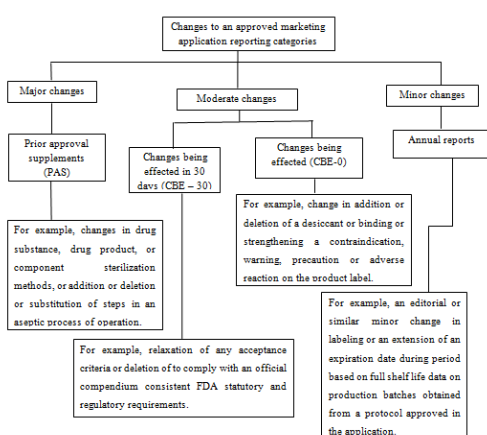 Changes to an approved marketing
application reporting categories
Major changes
Moderate changes
Minor changes
Prior approval
supplements
(PAS)
Changes being
effected in 30
days (CBE – 30)
Changes being
effected (CBE-0)
Annual reports
For example, changes in drug
substance, drug product, or
component sterilization
methods, or addition or deletion
or substitution of steps in an
aseptic process of operation.
For example, change in addition or
deletion of a desiccant or binding or
strengthening a contraindication,
warning, precaution or adverse
reaction on the product label.
For example, relaxation of any acceptance
criteria or deletion of to comply with an official
compendium consistent FDA statutory and
regulatory requirements.
For example, an editorial or
similar minor change in
labeling or an extension of an
expiration date during period
based on full shelf life data on
production batches obtained
from a protocol approved in
the application.